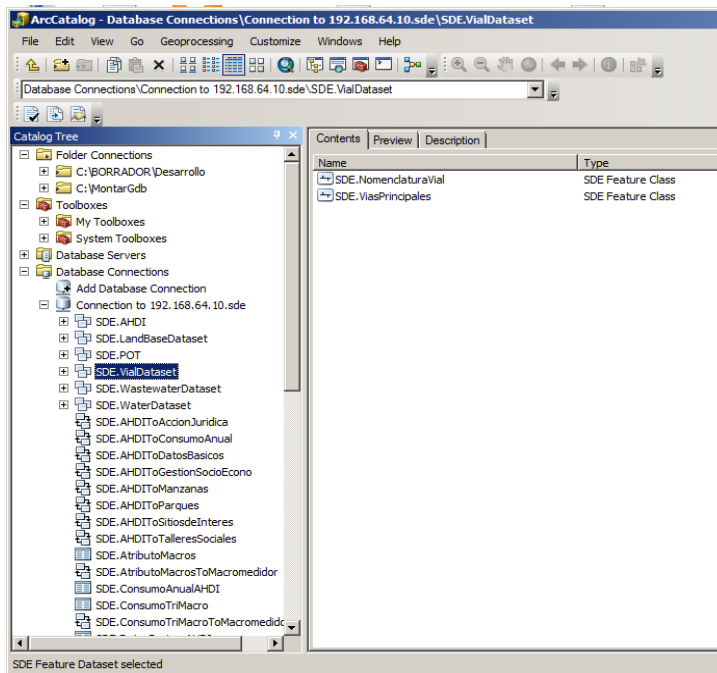 ArcCatalog - Database Connections\Connection to 192.168.64.10.sde\SDE.VialDataset
File Edit View Go Geoprocessing Customize Windows Help
Database Connections\Connection to 192.168.64.10.sde\SDE.VialDataset
Catalog Tree
Folder Connections
C:\BORRADOR\Desarrollo
C:\MontarGdb
Toolboxes
My Toolboxes
System Toolboxes
Database Servers
Database Connections
Add Database Connection
Connection to 192.168.64.10.sde
SDE.AHDI
SDE.LandBaseDataset
SDE.POT
SDE.VialDataset
SDE.WastewaterDataset
SDE.WaterDataset
SDE.AHDIToAccionJuridica
SDE.AHDIToConsumoAnual
SDE.AHDIToDatosBasicos
SDE.AHDIToGestionSocioEcono
SDE.AHDIToManzanas
SDE.AHDIToParques
SDE.AHDIToSitiosdeInteres
SDE.AHDIToTalleresSociales
SDE.AtributoMacros
SDE.AtributoMacrosToMacromedidor
SDE.ConsumoAnualAHDI
SDE.ConsumoTriMacro
SDE.ConsumoTriMacroToMacromedidc
Contents Preview Description
Name Type
SDE.NomenclaturaVial SDE Feature Class
SDE.ViasPrincipales SDE Feature Class
SDE Feature Dataset selected